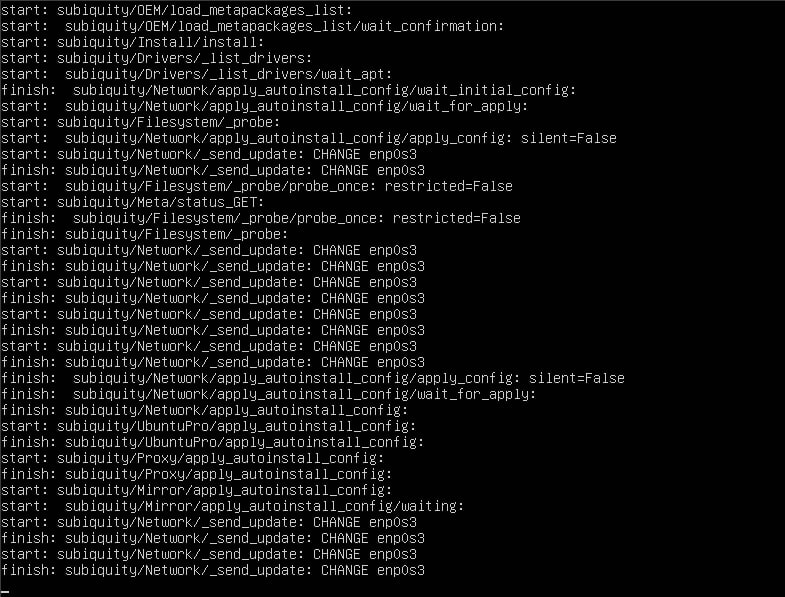 start: subiquity/OEM/load_metapackages_list:
start:  subiquity/OEM/load_metapackages_list/wait_confirmation:
start: subiquity/Install/install:
start: subiquity/Drivers/_list_drivers:
start:  subiquity/Drivers/_list_drivers/wait_apt:
finish:  subiquity/Network/apply_autoinstall_config/wait_initial_config:
start:  subiquity/Network/apply_autoinstall_config/wait_for_apply:
start: subiquity/Filesystem/_probe:
start:  subiquity/Network/apply_autoinstall_config/apply_config: silent=False
start: subiquity/Network/_send_update: CHANGE enp0s3
finish: subiquity/Network/_send_update: CHANGE enp0s3
start:  subiquity/Filesystem/_probe/probe_once: restricted=False
start: subiquity/Meta/status_GET:
finish:  subiquity/Filesystem/_probe/probe_once: restricted=False
finish: subiquity/Filesystem/_probe:
start: subiquity/Network/_send_update: CHANGE enp0s3
finish: subiquity/Network/_send_update: CHANGE enp0s3
start: subiquity/Network/_send_update: CHANGE enp0s3
finish: subiquity/Network/_send_update: CHANGE enp0s3
start: subiquity/Network/_send_update: CHANGE enp0s3
finish: subiquity/Network/_send_update: CHANGE enp0s3
start: subiquity/Network/_send_update: CHANGE enp0s3
finish: subiquity/Network/_send_update: CHANGE enp0s3
finish:  subiquity/Network/apply_autoinstall_config/apply_config: silent=False
finish:  subiquity/Network/apply_autoinstall_config/wait_for_apply:
finish: subiquity/Network/apply_autoinstall_config:
start: subiquity/UbuntuPro/apply_autoinstall_config:
finish: subiquity/UbuntuPro/apply_autoinstall_config:
start: subiquity/Proxy/apply_autoinstall_config:
finish: subiquity/Proxy/apply_autoinstall_config:
start: subiquity/Mirror/apply_autoinstall_config:
start:  subiquity/Mirror/apply_autoinstall_config/waiting:
start: subiquity/Network/_send_update: CHANGE enp0s3
finish: subiquity/Network/_send_update: CHANGE enp0s3
start: subiquity/Network/_send_update: CHANGE enp0s3
finish: subiquity/Network/_send_update: CHANGE enp0s3